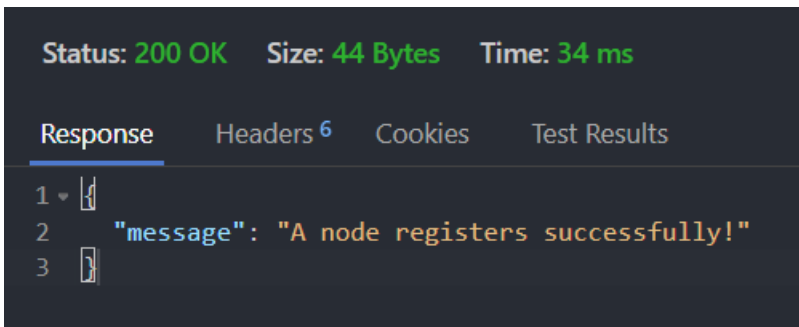 Status: 200 OK Size: 44 Bytes Time: 34 ms
Response Headers 6 Cookies Test Results
1 {
2 "message": "A node registers successfully!"
3 }